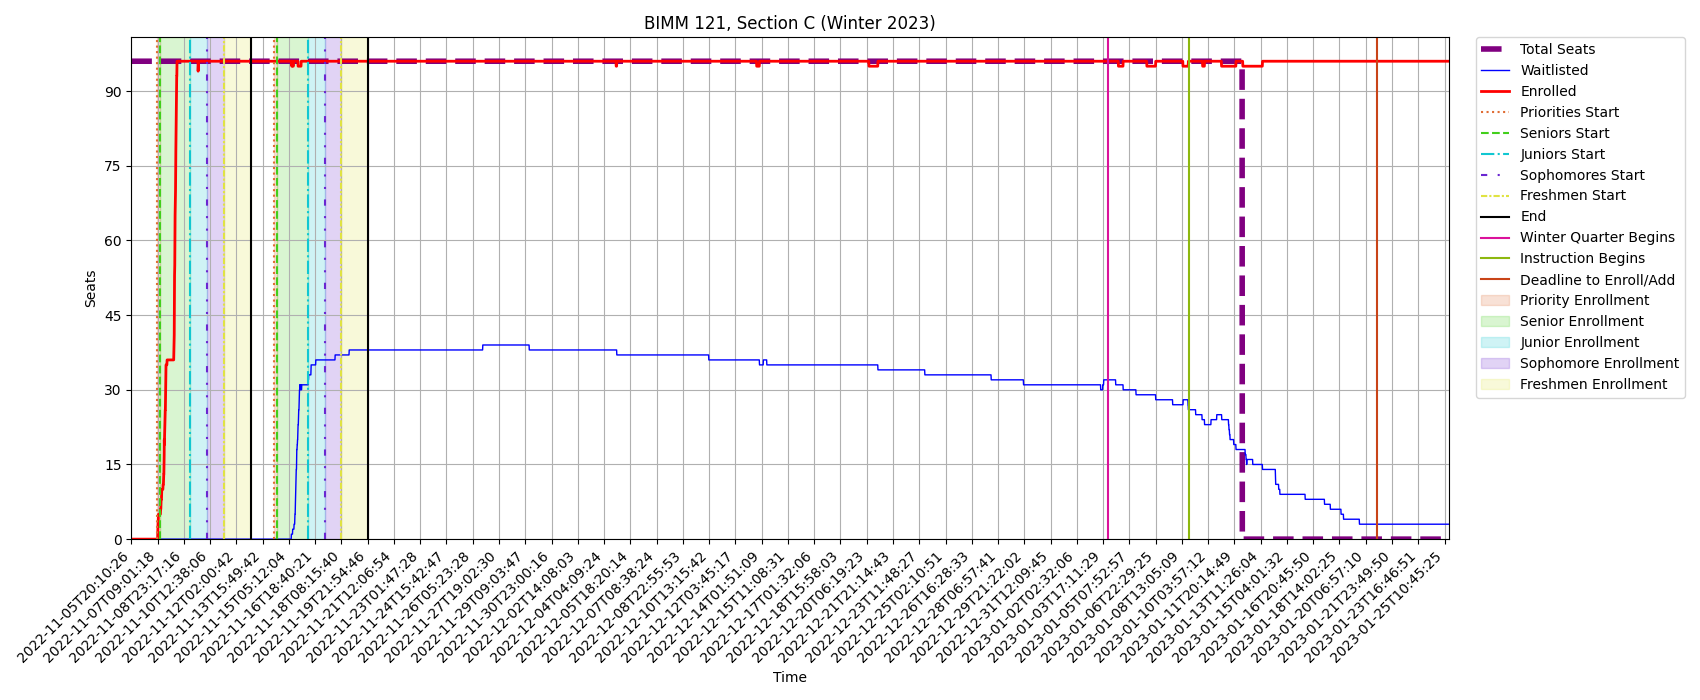 BIMM 121, Section C (Winter 2023)
Seats
90
75
60
45
30
15
0
2022-11-05T20:10:26
2022-11-07T09:01:18
2022-11-08T23:17:16
2022-11-10T12:38:06
2022-11-12T02:00:42
2022-11-13T15:49:42
2022-11-15T05:12:04
2022-11-16T18:40:21
2022-11-18T08:15:40
2022-11-19T21:54:46
2022-11-21T12:06:54
2022-11-23T01:47:28
2022-11-24T15:42:47
2022-11-26T05:23:28
2022-11-27T19:02:30
2022-11-29T09:03:47
2022-11-30T23:00:16
2022-12-02T14:08:03
2022-12-04T04:09:24
2022-12-05T18:20:14
2022-12-07T08:38:24
2022-12-08T22:55:53
2022-12-10T13:15:42
2022-12-12T03:45:17
2022-12-14T01:51:09
2022-12-15T11:08:31
2022-12-17T01:32:06
2022-12-18T15:58:03
2022-12-20T06:19:23
2022-12-21T21:14:43
2022-12-23T11:48:27
2022-12-25T02:10:51
2022-12-26T16:28:33
2022-12-28T06:57:41
2022-12-29T21:22:02
2022-12-31T12:09:45
2023-01-02T02:32:06
2023-01-03T17:11:29
2023-01-05T07:52:57
2023-01-06T22:29:25
2023-01-08T13:05:09
2023-01-10T03:57:12
2023-01-11T20:14:49
2023-01-13T11:26:04
2023-01-15T04:01:32
2023-01-16T20:45:50
2023-01-18T14:02:25
2023-01-20T06:57:10
2023-01-21T23:49:50
2023-01-23T16:46:51
2023-01-25T10:45:25
Time
Total Seats
Waitlisted
Enrolled
Priorities Start
Seniors Start
Juniors Start
Sophomores Start
Freshmen Start
End
Winter Quarter Begins
Instruction Begins
Deadline to Enroll/Add
Priority Enrollment
Senior Enrollment
Junior Enrollment
Sophomore Enrollment
Freshmen Enrollment